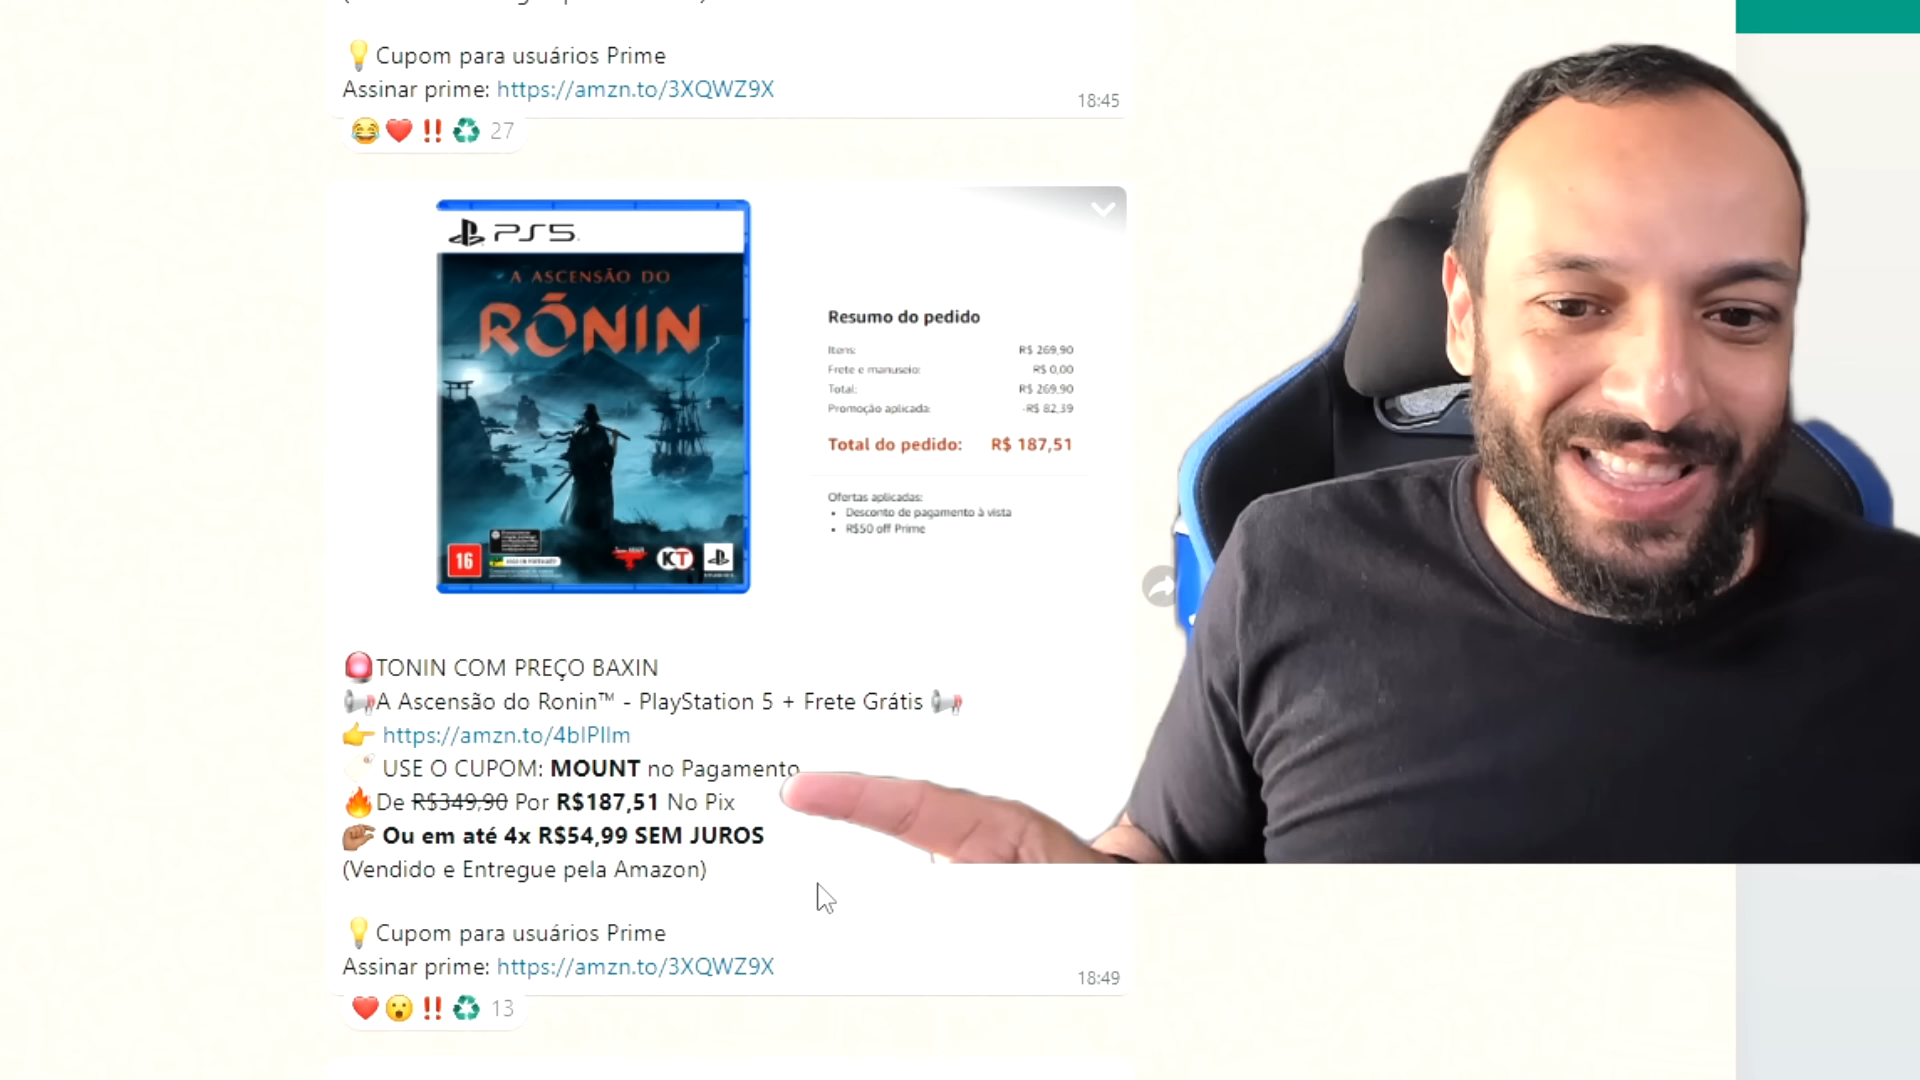 Cupom para usuários Prime
Assinar prime: https://amzn.to/3XQWZ9X
18:45
27
PS5
A ASCENSÃO DO
RŌNIN
16
KT
Resumo do pedido
Itens: R$ 269,90
Frete e manuseio: R$ 0,00
Total: R$ 269,90
Promoção aplicada: -R$ 82,39
Total do pedido: R$ 187,51
Ofertas aplicadas:
• Desconto de pagamento à vista
• R$50 off Prime
TONIN COM PREÇO BAXIN
A Ascensão do Ronin™ - PlayStation 5 + Frete Grátis
https://amzn.to/4blPIlm
USE O CUPOM: MOUNT no Pagamento
De R$349,90 Por R$187,51 No Pix
Ou em até 4x R$54,99 SEM JUROS
(Vendido e Entregue pela Amazon)
Cupom para usuários Prime
Assinar prime: https://amzn.to/3XQWZ9X
18:49
13